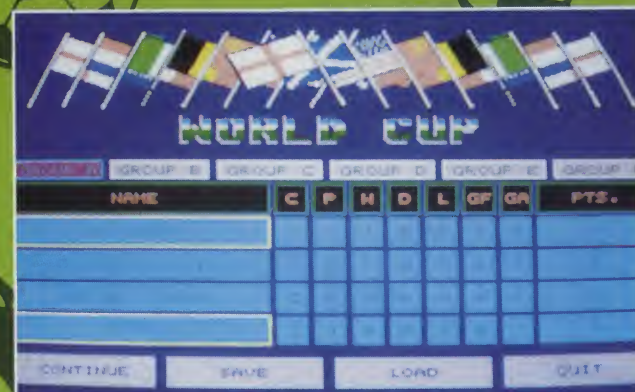 WORLD CUP
GROUP A GROUP B GROUP C GROUP D GROUP E GROUP
NAME C P W D L GF GA PTS.
CONTINUE SAVE LOAD QUIT